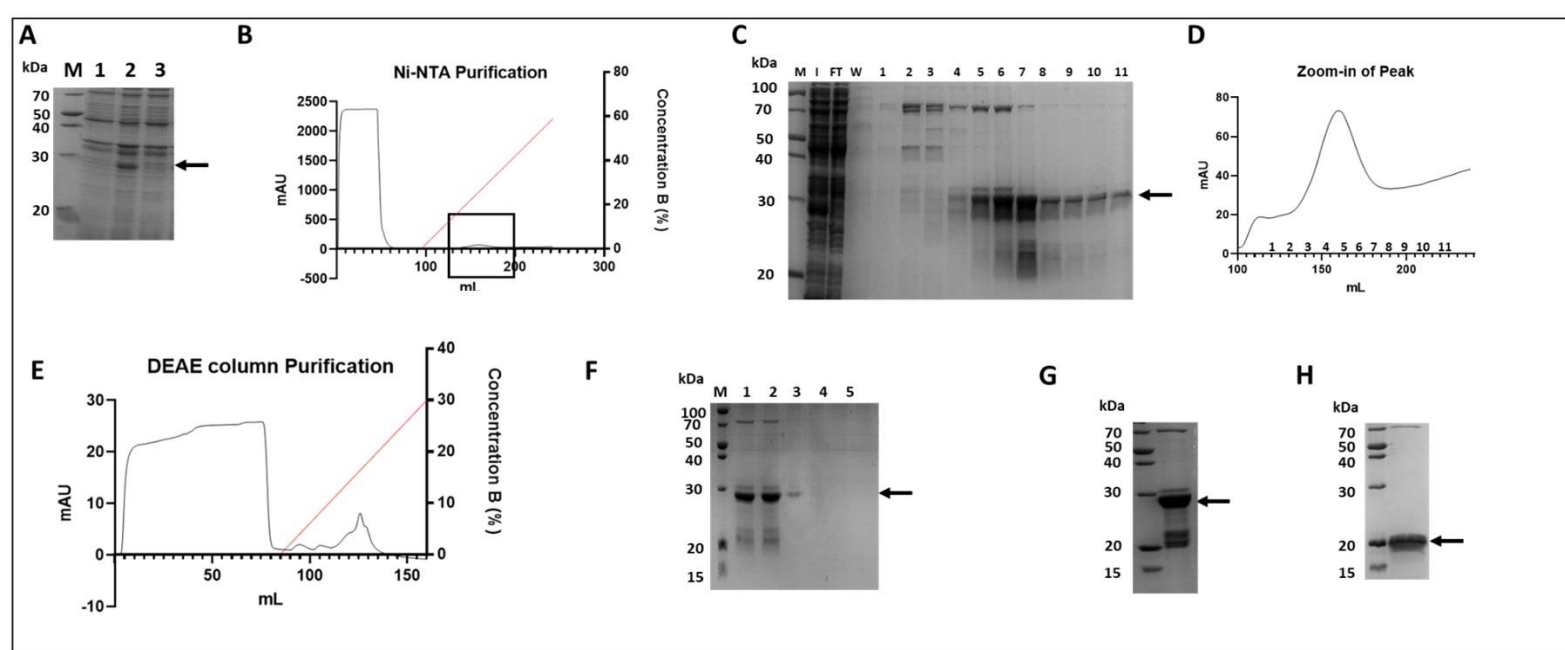 A
kDa M 1 2 3
70
50
40
30
20
B
Ni-NTA Purification
2500
2000
1500
1000
500
0
-500
mAU
100 200 300
mL
80
60
40
20
0
Concentration B (%)
C
kDa M I FT W 1 2 3 4 5 6 7 8 9 10 11
100
70
50
40
30
20
D
Zoom-in of Peak
80
60
40
20
0
mAU
1 2 3 4 5 6 7 8 9 10 11
100 150 200
mL
E
DEAE column Purification
30
20
10
0
-10
mAU
50 100 150
mL
40
30
20
10
0
Concentration B (%)
F
kDa M 1 2 3 4 5
100
70
50
40
30
20
15
G
kDa
70
50
40
30
20
15
H
kDa
70
50
40
30
20
15